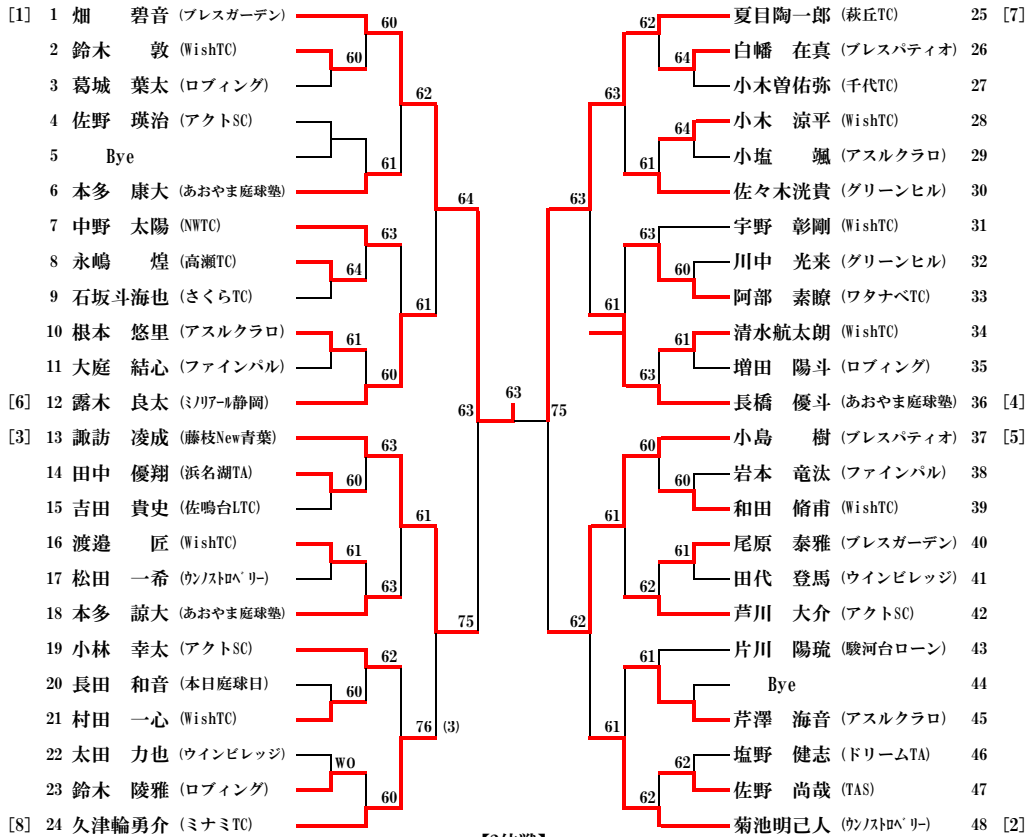 [1] 1 畑 碧音 (ブレスガーデン)
2 鈴木 敦 (WishTC)
3 葛城 葉太 (ロブィング)
4 佐野 瑛治 (アクトSC)
5 Bye
6 本多 康大 (あおやま庭球塾)
7 中野 太陽 (NWTC)
8 永嶋 煌 (高瀬TC)
9 石坂斗海也 (さくらTC)
10 根本 悠里 (アスルクラロ)
11 大庭 結心 (ファインパル)
[6] 12 露木 良太 (ミノリアール静岡)
[3] 13 諏訪 凌成 (藤枝New青葉)
14 田中 優翔 (浜名湖TA)
15 吉田 貴史 (佐鳴台LTC)
16 渡邉 匠 (WishTC)
17 松田 一希 (ウンノストロベリー)
18 本多 諒大 (あおやま庭球塾)
19 小林 幸太 (アクトSC)
20 長田 和音 (本日庭球日)
21 村田 一心 (WishTC)
22 太田 力也 (ウインビレッジ)
23 鈴木 陵雅 (ロブィング)
[8] 24 久津輪勇介 (ミナミTC)
60
60
61
63
64
61
60
63
60
61
63
62
60
WO
60
62
61
61
76 (3)
64
75
63
63
75
63
62
63
61
61
61
62
64
64
61
63
60
61
63
60
60
61
62
61
62
62
夏目陶一郎 (萩丘TC) 25 [7]
白幡 在真 (ブレスパティオ) 26
小木曽佑弥 (千代TC) 27
小木 涼平 (WishTC) 28
小塩 颯 (アスルクラロ) 29
佐々木洸貴 (グリーンヒル) 30
宇野 彰剛 (WishTC) 31
川中 光来 (グリーンヒル) 32
阿部 素瞭 (ワタナベTC) 33
清水航太朗 (WishTC) 34
増田 陽斗 (ロブィング) 35
長橋 優斗 (あおやま庭球塾) 36 [4]
小島 樹 (ブレスパティオ) 37 [5]
岩本 竜汰 (ファインパル) 38
和田 脩甫 (WishTC) 39
尾原 泰雅 (ブレスガーデン) 40
田代 登馬 (ウインビレッジ) 41
芦川 大介 (アクトSC) 42
片川 陽琉 (駿河台ローン) 43
Bye 44
芹澤 海音 (アスルクラロ) 45
塩野 健志 (ドリームTA) 46
佐野 尚哉 (TAS) 47
菊池明己人 (ウンノストロベリー) 48 [2]